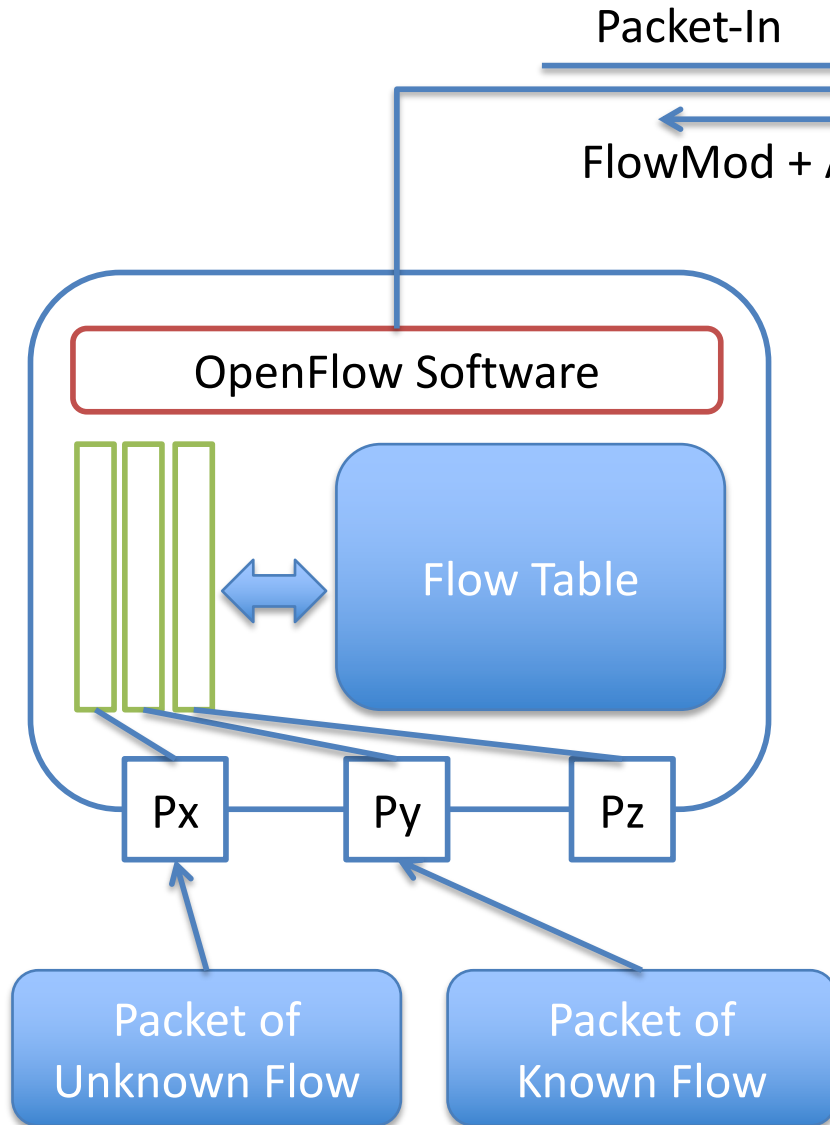 Packet-In
FlowMod +
OpenFlow Software
Flow Table
Px
Py
Pz
Packet of
Unknown Flow
Packet of
Known Flow